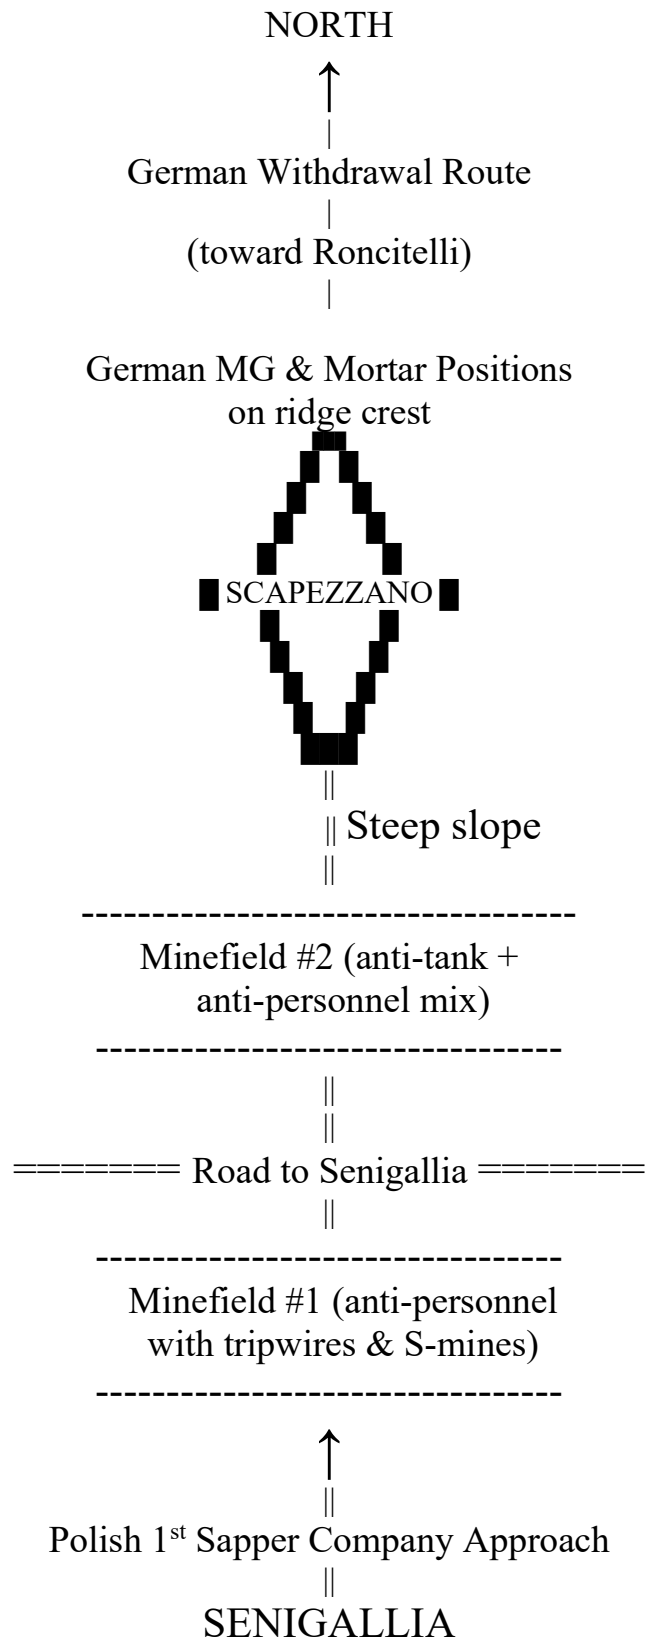 NORTH
German Withdrawal Route
(toward Roncitelli)
German MG & Mortar Positions
on ridge crest
SCAPEZZANO
Steep slope
Minefield #2 (anti-tank +
anti-personnel mix)
======= Road to Senigallia =======
Minefield #1 (anti-personnel
with tripwires & S-mines)
Polish 1st Sapper Company Approach
SENIGALLIA